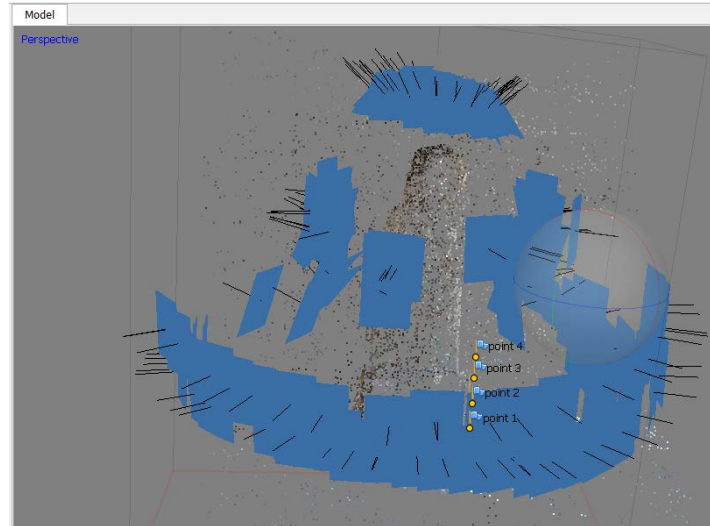 Model
Perspective
point 4
point 3
point 2
point 1